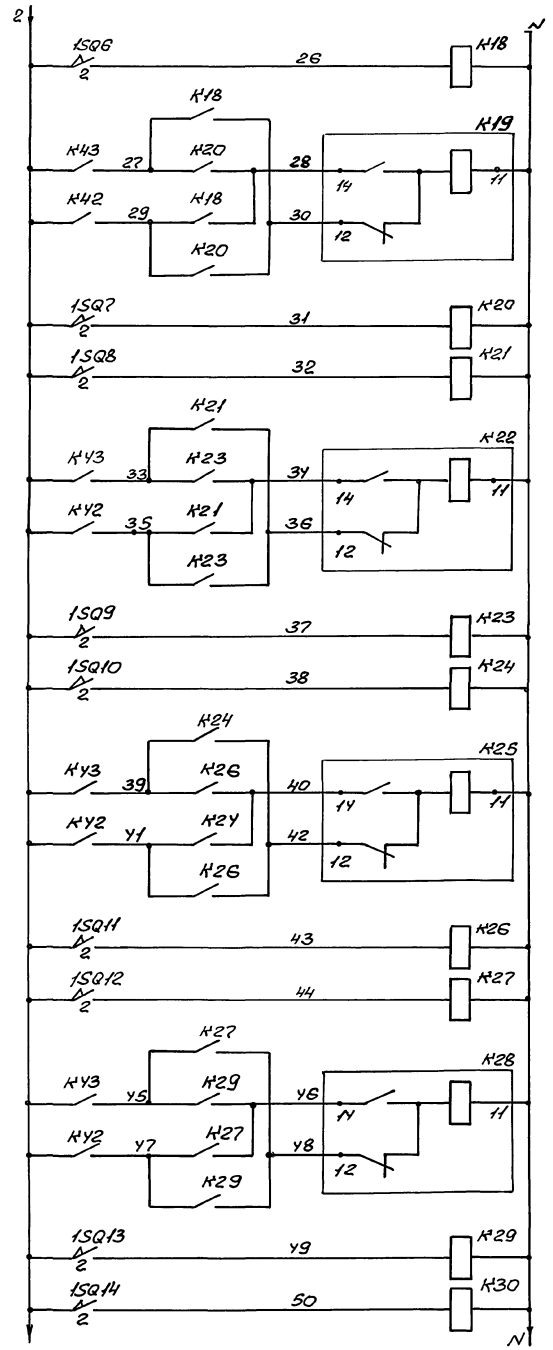 2 N
1SQ6 2 26 K18
K18
K19
K43 27 K20 28 14 11
K42 29 K18 30 12
K20
1SQ7 2 31 K20
1SQ8 2 32 K21
K21
K22
K43 33 K23 34 14 11
K42 35 K21 36 12
K23
1SQ9 2 37 K23
1SQ10 2 38 K24
K24
K25
K43 39 K26 40 14 11
K42 41 K24 42 12
K26
1SQ11 2 43 K26
1SQ12 2 44 K27
K27
K28
K43 45 K29 46 14 11
K42 47 K27 48 12
K29
1SQ13 2 49 K29
1SQ14 2 50 K30
N